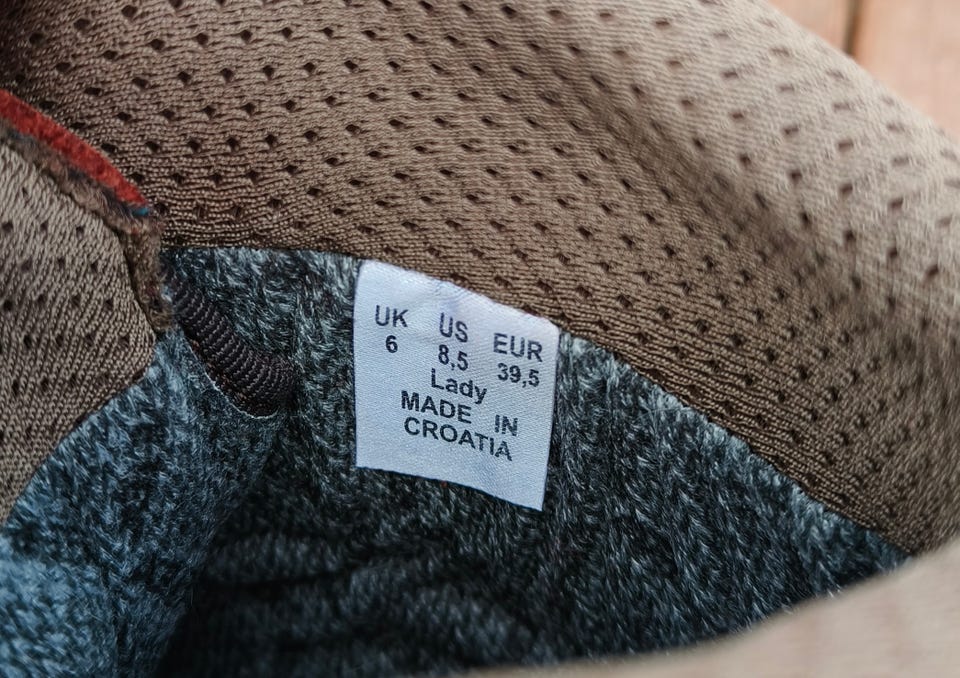 UK US EUR
6 8,5 39,5
Lady
MADE IN
CROATIA